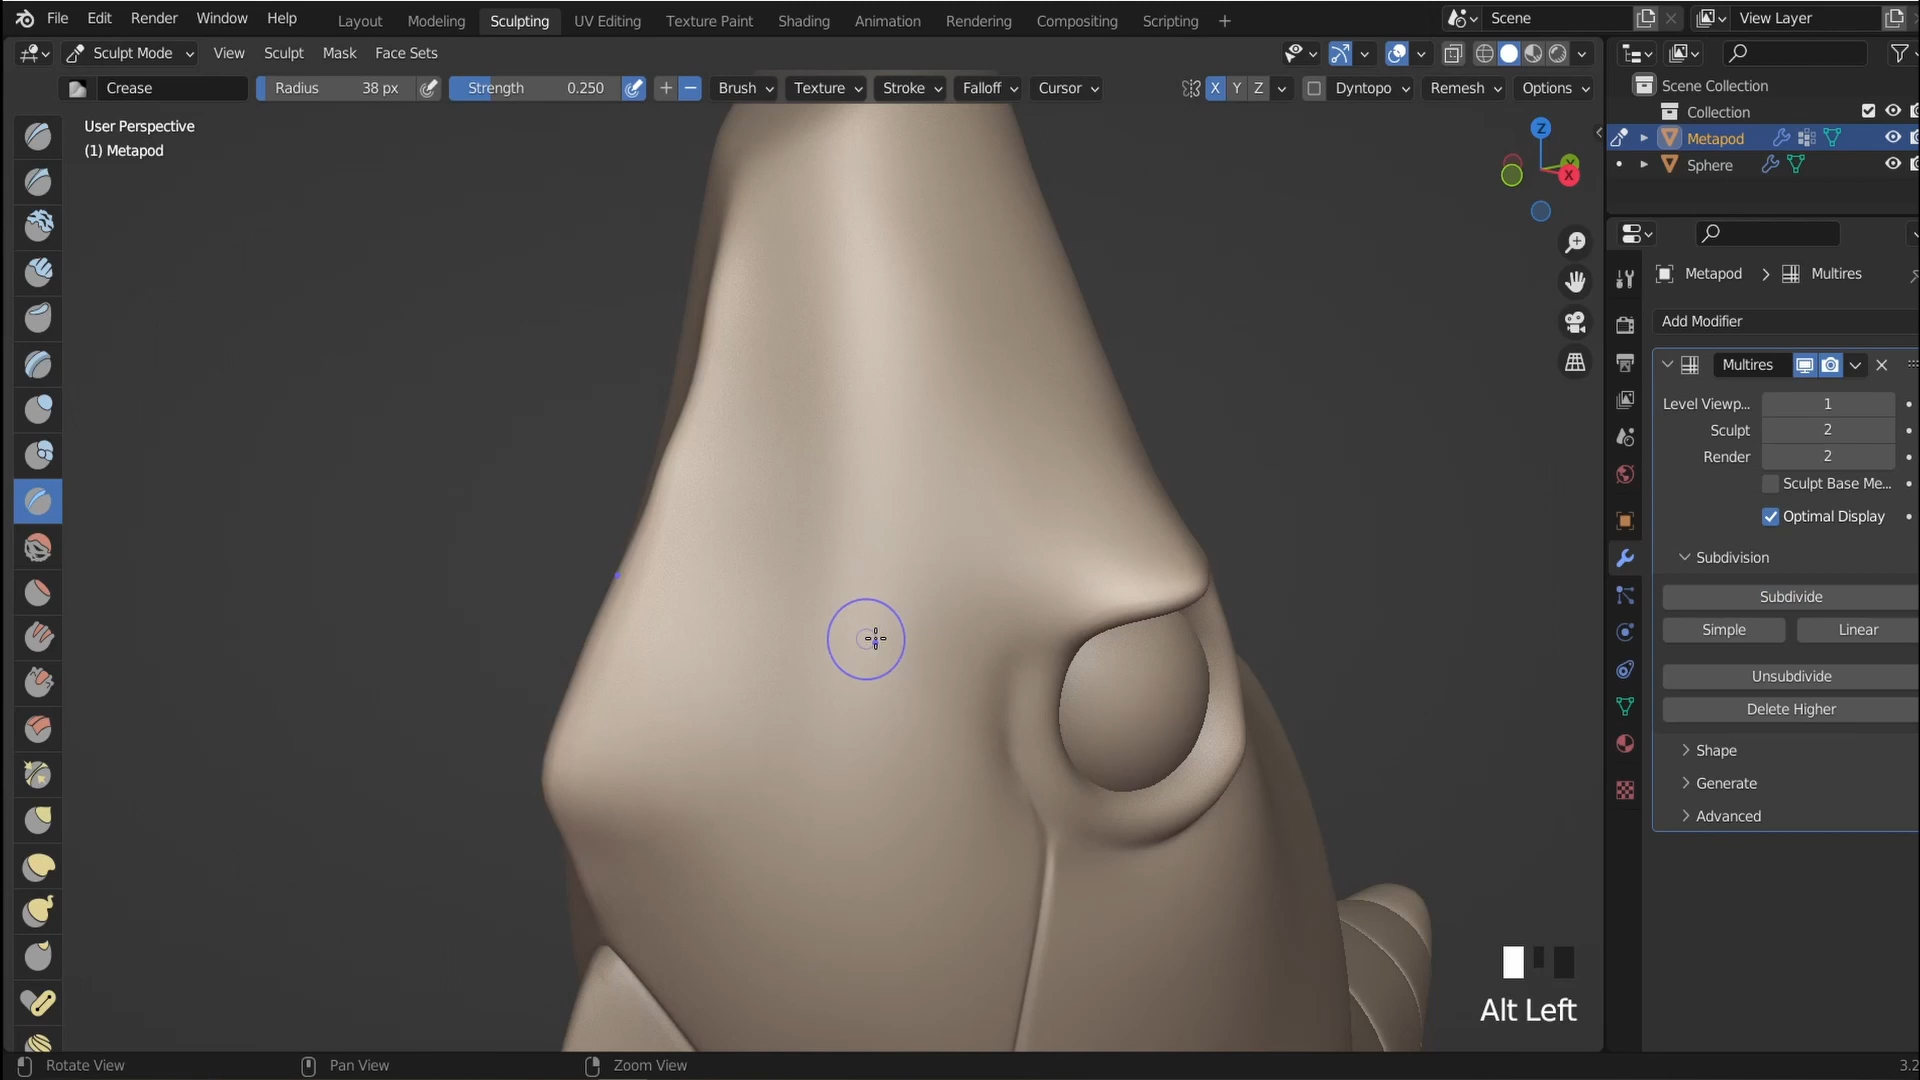 File Edit Render Window Help Layout Modeling Sculpting UV Editing Texture Paint Shading Animation Rendering Compositing Scripting + Scene View Layer
Sculpt Mode View Sculpt Mask Face Sets
Crease Radius 38 px Strength 0.250 Brush Texture Stroke Falloff Cursor X Y Z Dyntopo Remesh Options
User Perspective
(1) Metapod
Z
Y
X
Scene Collection
Collection
Metapod
Sphere
Metapod > Multires
Add Modifier
Multires
Level Viewp... 1
Sculpt 2
Render 2
Sculpt Base Me...
Optimal Display
Subdivision
Subdivide
Simple Linear
Unsubdivide
Delete Higher
Shape
Generate
Advanced
Alt Left
Rotate View Pan View Zoom View 3.2